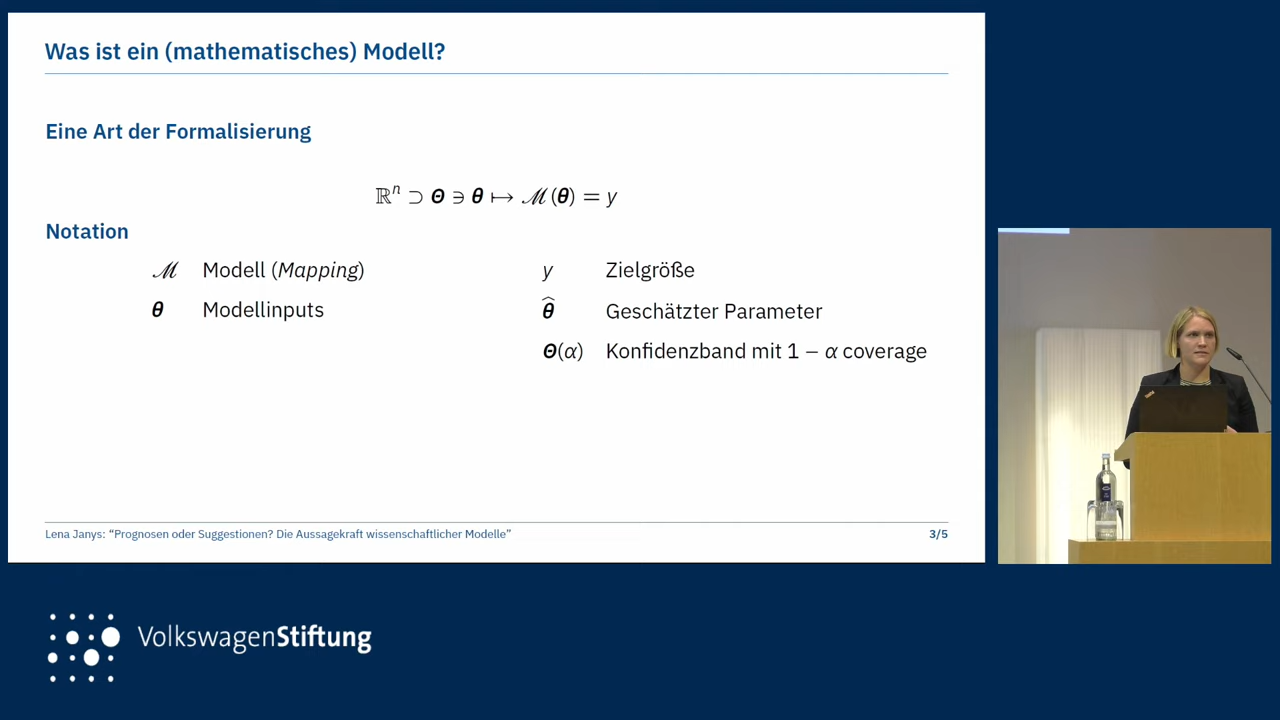 Was ist ein (mathematisches) Modell?
Eine Art der Formalisierung
ℝⁿ ⊃ Θ ∋ θ ↦ ℳ(θ) = y
Notation
ℳ Modell (Mapping)
θ Modellinputs
y Zielgröße
θ̂ Geschätzter Parameter
Θ(α) Konfidenzband mit 1 − α coverage
Lena Janys: “Prognosen oder Suggestionen? Die Aussagekraft wissenschaftlicher Modelle”
3/5
VolkswagenStiftung